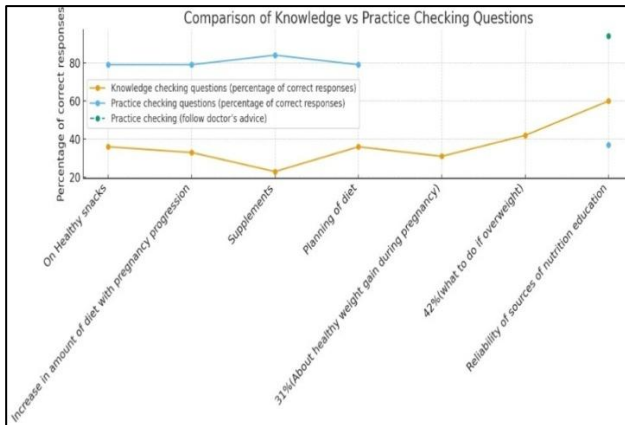 Comparison of Knowledge vs Practice Checking Questions
Percentage of correct responses
80
60
40
20
Knowledge checking questions (percentage of correct responses)
Practice checking questions (percentage of correct responses)
Practice checking (follow doctor's advice)
On Healthy snacks
Increase in amount of diet with pregnancy progression
Supplements
Planning of diet
31%(About healthy weight gain during pregnancy)
42%(what to do if overweight)
Reliability of sources of nutrition education